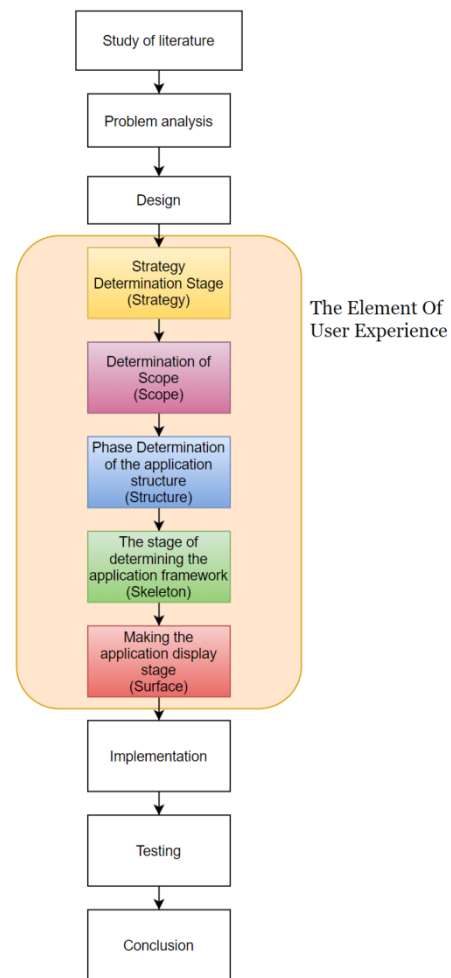 Study of literature
Problem analysis
Design
Strategy
Determination Stage
(Strategy)
The Element Of
User Experience
Determination of
Scope
(Scope)
Phase Determination
of the application
structure
(Structure)
The stage of
determining the
application framework
(Skeleton)
Making the
application display
stage
(Surface)
Implementation
Testing
Conclusion